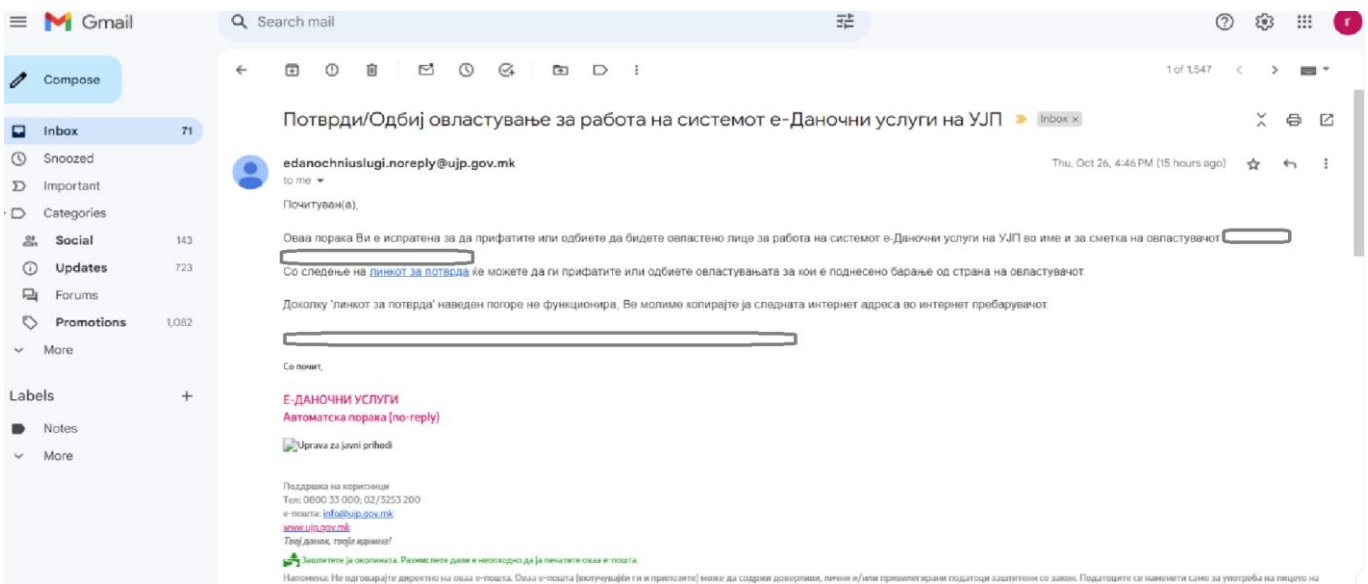 Gmail
Search mail
r
Compose
1 of 1,547
Inbox 71
Snoozed
Important
Categories
Social 143
Updates 723
Forums
Promotions 1,082
More
Labels +
Notes
More
Потврди/Одбиј овластување за работа на системот е-Даночни услуги на УЈП Inbox ×
edanochniuslugi.noreply@ujp.gov.mk Thu, Oct 26, 4:46 PM (15 hours ago)
to me
Почитуван(а),
Оваа порака Ви е испратена за да прифатите или одбиете да бидете овластено лице за работа на системот е-Даночни услуги на УЈП во име и за сметка на овластувачот
Со следење на линкот за потврда ќе можете да ги прифатите или одбиете овластувањата за кои е поднесено барање од страна на овластувачот.
Доколку 'линкот за потврда' наведен погоре не функционира, Ве молиме копирајте ја следната интернет адреса во интернет пребарувачот.
Со почит,
Е-ДАНОЧНИ УСЛУГИ
Автоматска порака (no-reply)
Uprava za javni prihodi
Поддршка на корисници
Тел: 0800 33 000; 02/3253 200
е-пошта: info@ujp.gov.mk
www.ujp.gov.mk
Твој данок, твоја иднина!
Заштитете ја околината. Размислете дали е неопходно да ја печатите оваа е-пошта.
Напомена: Не одговарајте директно на оваа е-пошта. Оваа е-пошта (вклучувајќи ги и прилозите) може да содржи доверливи, лични и/или привилегирани податоци заштитени со закон. Податоците се наменети само за употреба на лицето на